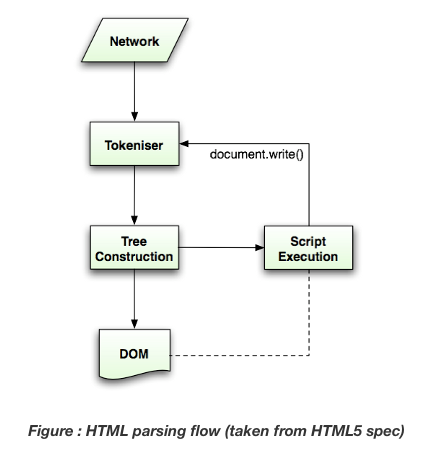 Network
Tokeniser
document.write()
Tree
Construction
Script
Execution
DOM
Figure : HTML parsing flow (taken from HTML5 spec)